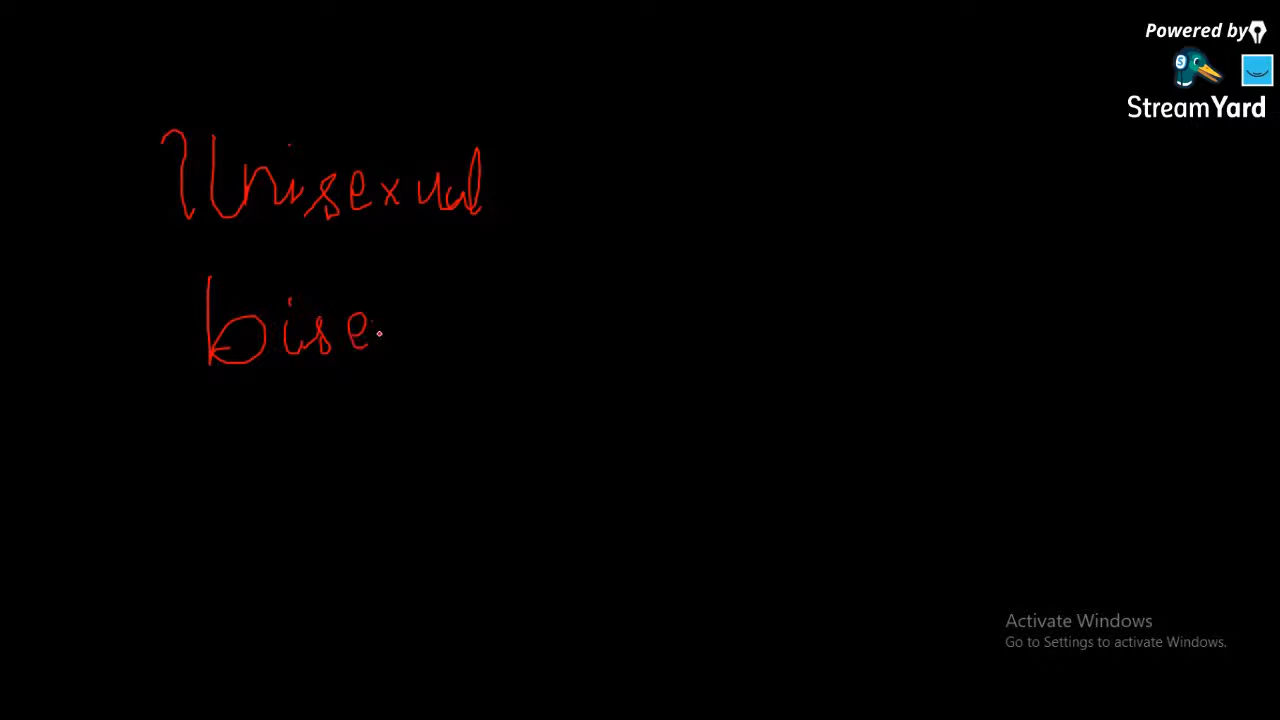 Powered by
StreamYard
Unisexual
bise
Activate Windows
Go to Settings to activate Windows.